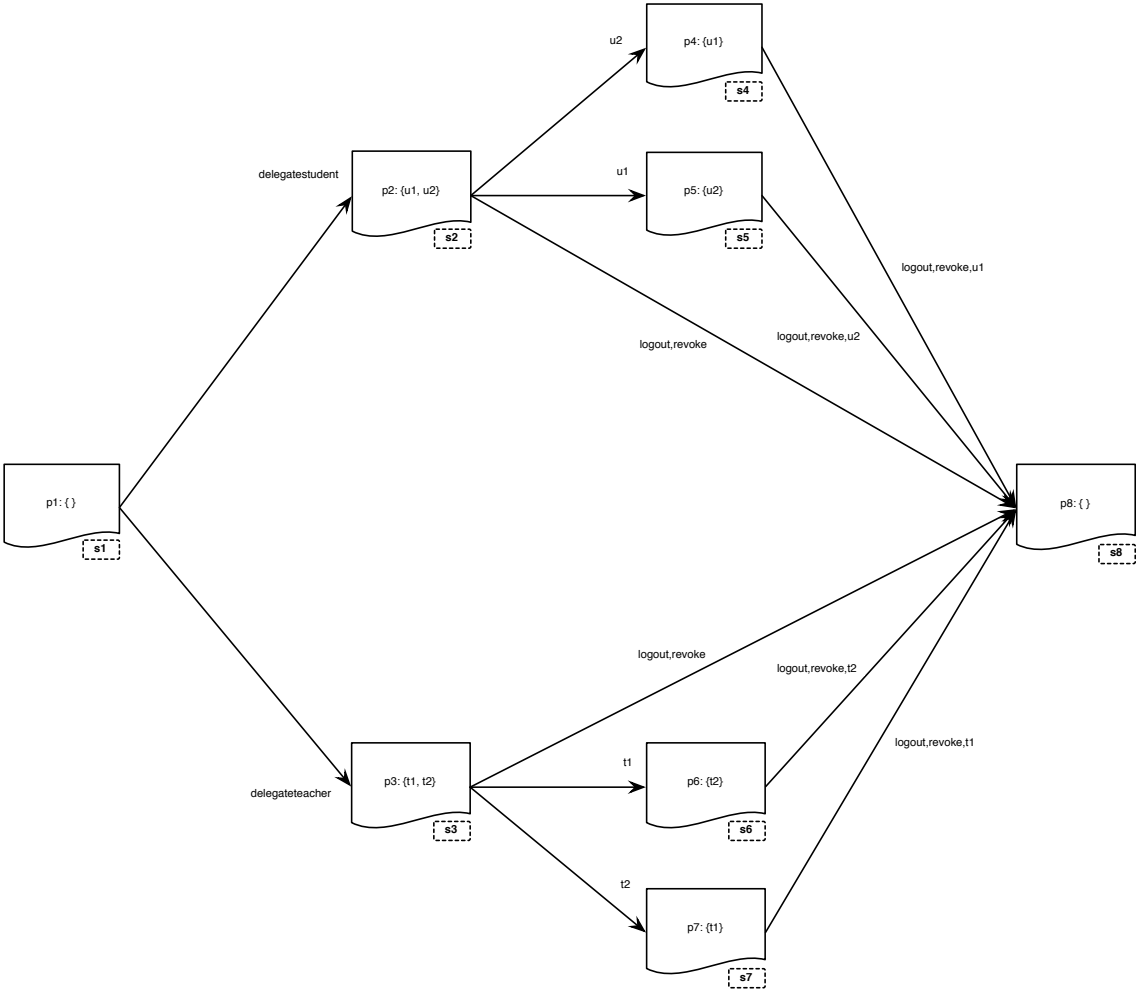 u2
p4: {u1}
s4
delegatestudent
p2: {u1, u2}
s2
u1
p5: {u2}
s5
logout,revoke,u1
logout,revoke,u2
logout,revoke
p1: { }
s1
p8: { }
s8
logout,revoke
logout,revoke,t2
logout,revoke,t1
delegateteacher
p3: {t1, t2}
s3
t1
p6: {t2}
s6
t2
p7: {t1}
s7